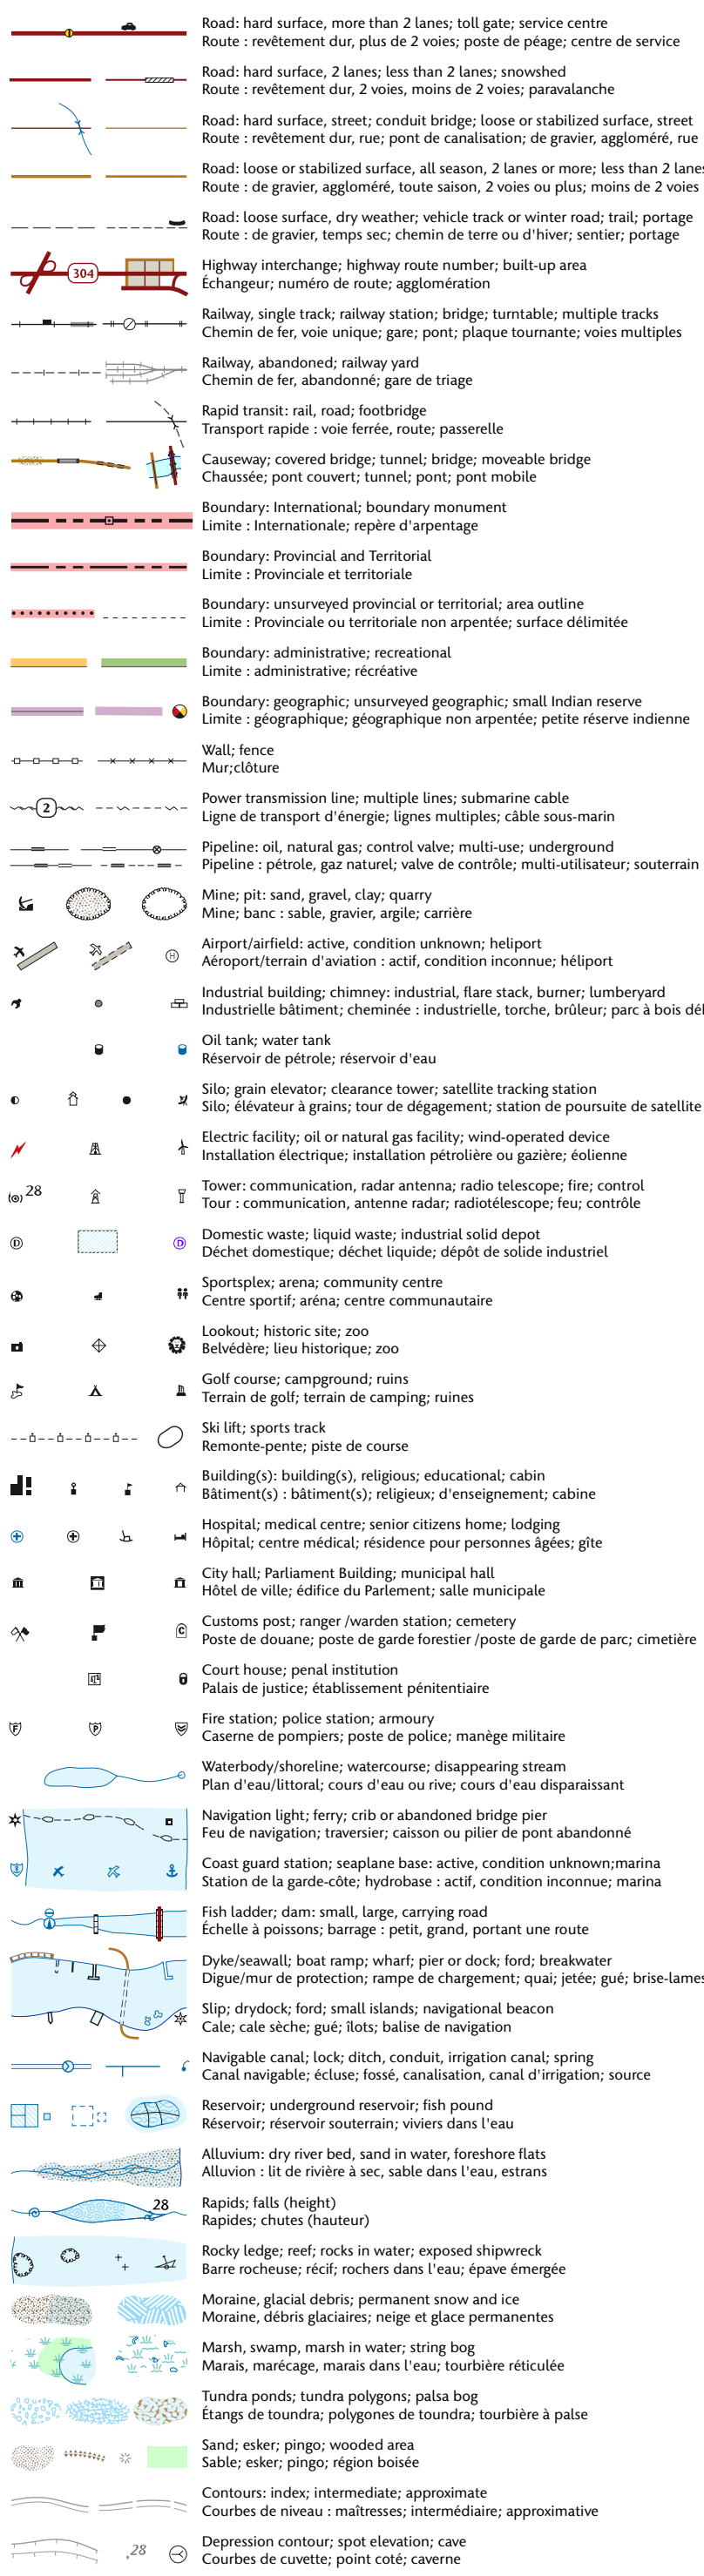 Road: hard surface, more than 2 lanes; toll gate; service centre
Route : revêtement dur, plus de 2 voies; poste de péage; centre de service
Road: hard surface, 2 lanes; less than 2 lanes; snowshed
Route : revêtement dur, 2 voies, moins de 2 voies; paravalanche
Road: hard surface, street; conduit bridge; loose or stabilized surface, street
Route : revêtement dur, rue; pont de canalisation; de gravier, aggloméré, rue
Road: loose or stabilized surface, all season, 2 lanes or more; less than 2 lanes
Route : de gravier, aggloméré, toute saison, 2 voies ou plus; moins de 2 voies
Road: loose surface, dry weather; vehicle track or winter road; trail; portage
Route : de gravier, temps sec; chemin de terre ou d'hiver; sentier; portage
304
Highway interchange; highway route number; built-up area
Échangeur; numéro de route; agglomération
Railway, single track; railway station; bridge; turntable; multiple tracks
Chemin de fer, voie unique; gare; pont; plaque tournante; voies multiples
Railway, abandoned; railway yard
Chemin de fer, abandonné; gare de triage
Rapid transit: rail, road; footbridge
Transport rapide : voie ferrée, route; passerelle
Causeway; covered bridge; tunnel; bridge; moveable bridge
Chaussée; pont couvert; tunnel; pont; pont mobile
Boundary: International; boundary monument
Limite : Internationale; repère d'arpentage
Boundary: Provincial and Territorial
Limite : Provinciale et territoriale
Boundary: unsurveyed provincial or territorial; area outline
Limite : Provinciale ou territoriale non arpentée; surface délimitée
Boundary: administrative; recreational
Limite : administrative; récréative
Boundary: geographic; unsurveyed geographic; small Indian reserve
Limite : géographique; géographique non arpentée; petite réserve indienne
Wall; fence
Mur;clôture
2
Power transmission line; multiple lines; submarine cable
Ligne de transport d'énergie; lignes multiples; câble sous-marin
Pipeline: oil, natural gas; control valve; multi-use; underground
Pipeline : pétrole, gaz naturel; valve de contrôle; multi-utilisateur; souterrain
Mine; pit: sand, gravel, clay; quarry
Mine; banc : sable, gravier, argile; carrière
H
Airport/airfield: active, condition unknown; heliport
Aéroport/terrain d'aviation : actif, condition inconnue; héliport
Industrial building; chimney: industrial, flare stack, burner; lumberyard
Industrielle bâtiment; cheminée : industrielle, torche, brûleur; parc à bois
Oil tank; water tank
Réservoir de pétrole; réservoir d'eau
Silo; grain elevator; clearance tower; satellite tracking station
Silo; élévateur à grains; tour de dégagement; station de poursuite de satellite
Electric facility; oil or natural gas facility; wind-operated device
Installation électrique; installation pétrolière ou gazière; éolienne
28
Tower: communication, radar antenna; radio telescope; fire; control
Tour : communication, antenne radar; radiotélescope; feu; contrôle
D
D
Domestic waste; liquid waste; industrial solid depot
Déchet domestique; déchet liquide; dépôt de solide industriel
Sportsplex; arena; community centre
Centre sportif; aréna; centre communautaire
Lookout; historic site; zoo
Belvédère; lieu historique; zoo
Golf course; campground; ruins
Terrain de golf; terrain de camping; ruines
Ski lift; sports track
Remonte-pente; piste de course
Building(s): building(s), religious; educational; cabin
Bâtiment(s) : bâtiment(s); religieux; d'enseignement; cabine
Hospital; medical centre; senior citizens home; lodging
Hôpital; centre médical; résidence pour personnes âgées; gîte
City hall; Parliament Building; municipal hall
Hôtel de ville; édifice du Parlement; salle municipale
C
Customs post; ranger /warden station; cemetery
Poste de douane; poste de garde forestier /poste de garde de parc; cimetière
Court house; penal institution
Palais de justice; établissement pénitentiaire
F
P
Fire station; police station; armoury
Caserne de pompiers; poste de police; manège militaire
Waterbody/shoreline; watercourse; disappearing stream
Plan d'eau/littoral; cours d'eau ou rive; cours d'eau disparaissant
Navigation light; ferry; crib or abandoned bridge pier
Feu de navigation; traversier; caisson ou pilier de pont abandonné
Coast guard station; seaplane base: active, condition unknown;marina
Station de la garde-côte; hydrobase : actif, condition inconnue; marina
Fish ladder; dam: small, large, carrying road
Échelle à poissons; barrage : petit, grand, portant une route
Dyke/seawall; boat ramp; wharf; pier or dock; ford; breakwater
Digue/mur de protection; rampe de chargement; quai; jetée; gué; brise-lames
Slip; drydock; ford; small islands; navigational beacon
Cale; cale sèche; gué; îlots; balise de navigation
Navigable canal; lock; ditch, conduit, irrigation canal; spring
Canal navigable; écluse; fossé, canalisation, canal d'irrigation; source
Reservoir; underground reservoir; fish pound
Réservoir; réservoir souterrain; viviers dans l'eau
Alluvium: dry river bed, sand in water, foreshore flats
Alluvion : lit de rivière à sec, sable dans l'eau, estrans
28
Rapids; falls (height)
Rapides; chutes (hauteur)
Rocky ledge; reef; rocks in water; exposed shipwreck
Barre rocheuse; récif; rochers dans l'eau; épave émergée
Moraine, glacial debris; permanent snow and ice
Moraine, débris glaciaires; neige et glace permanentes
Marsh, swamp, marsh in water; string bog
Marais, marécage, marais dans l'eau; tourbière réticulée
Tundra ponds; tundra polygons; palsa bog
Étangs de toundra; polygones de toundra; tourbière à palse
Sand; esker; pingo; wooded area
Sable; esker; pingo; région boisée
Contours: index; intermediate; approximate
Courbes de niveau : maîtresses; intermédiaire; approximative
.28
Depression contour; spot elevation; cave
Courbes de cuvette; point coté; caverne